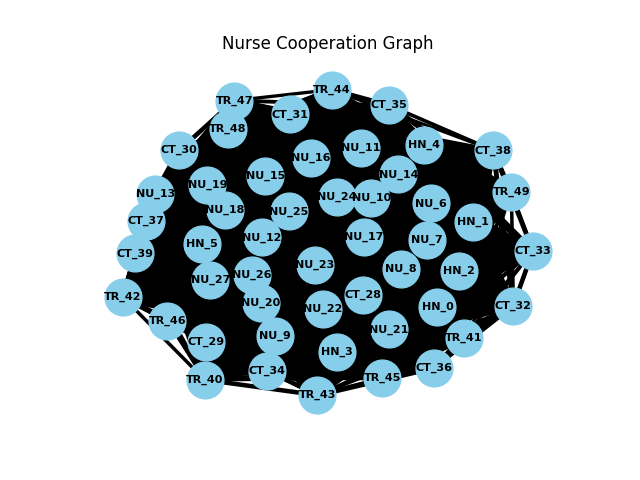 Nurse Cooperation Graph
TR_44
TR_47
CT_35
CT_31
TR_48
HN_4
NU_11
CT_30
CT_38
NU_16
NU_14
NU_15
NU_19
TR_49
NU_13
NU_24
NU_10
NU_6
NU_18
NU_25
CT_37
HN_1
NU_12
NU_17
NU_7
HN_5
CT_33
CT_39
NU_23
NU_8
HN_2
NU_26
NU_27
CT_28
TR_42
NU_20
HN_0
CT_32
NU_22
TR_46
NU_21
NU_9
TR_41
CT_29
HN_3
CT_36
CT_34
TR_45
TR_40
TR_43